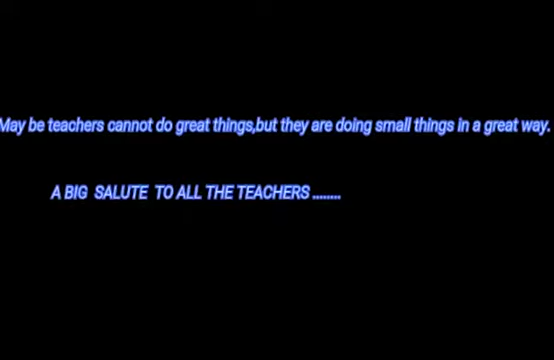 May be teachers cannot do great things,but they are doing small things in a great way.
A BIG SALUTE TO ALL THE TEACHERS ........